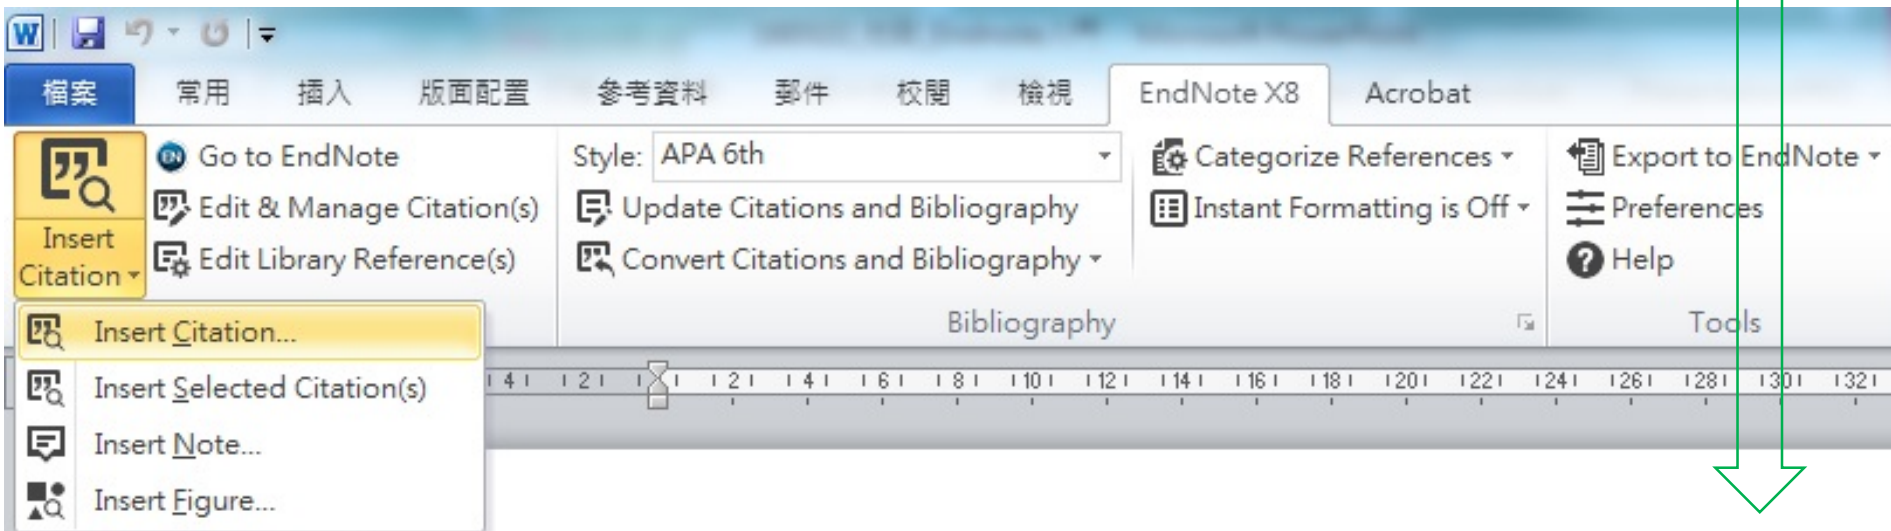 檔案 常用 插入 版面配置 參考資料 郵件 校閱 檢視 EndNote X8 Acrobat
Insert Citation
Go to EndNote
Edit & Manage Citation(s)
Edit Library Reference(s)
Style: APA 6th
Update Citations and Bibliography
Convert Citations and Bibliography
Categorize References
Instant Formatting is Off
Bibliography
Export to EndNote
Preferences
Help
Tools
Insert Citation...
Insert Selected Citation(s)
Insert Note...
Insert Figure...
4 2 2 4 6 8 10 12 14 16 18 20 22 24 26 28 30 32